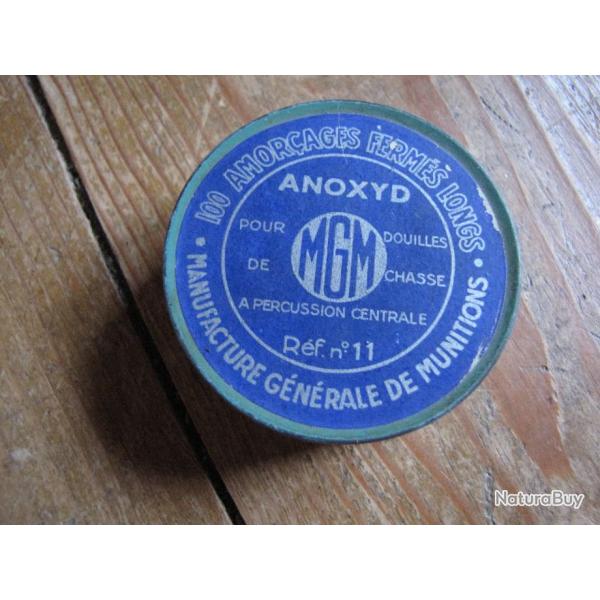 100 AMORÇAGES FERMÉS LONGS
ANOXYD
POUR MGM DOUILLES
DE CHASSE
A PERCUSSION CENTRALE
Réf. nº 11
• MANUFACTURE GÉNÉRALE DE MUNITIONS •
NaturaBuy